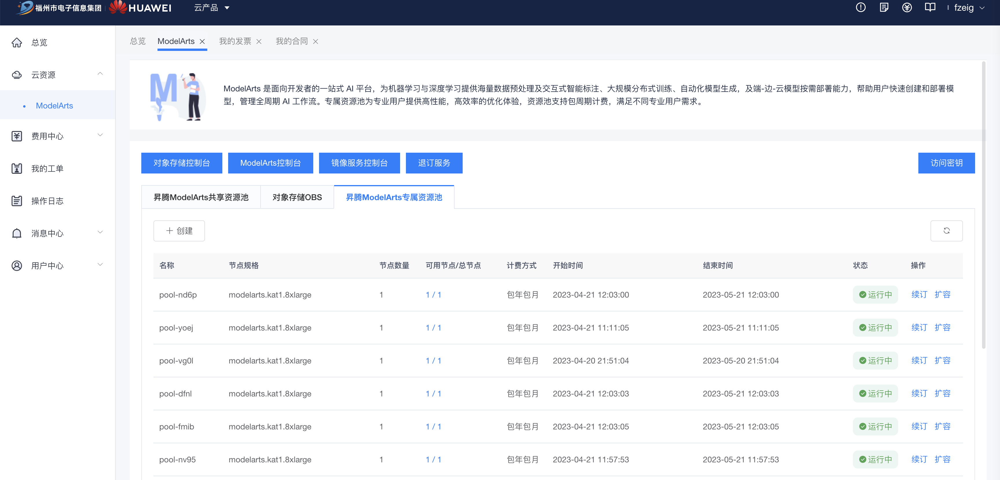 福州市电子信息集团 HUAWEI 云产品 fzeig
总览
云资源
ModelArts
费用中心
我的工单
操作日志
消息中心
用户中心
总览 ModelArts 我的发票 我的合同
ModelArts 是面向开发者的一站式 AI 平台，为机器学习与深度学习提供海量数据预处理及交互式智能标注、大规模分布式训练、自动化模型生成，及端-边-云模型按需部署能力，帮助用户快速创建和部署模
型，管理全周期 AI 工作流。专属资源池为专业用户提供高性能，高效率的优化体验，资源池支持包周期计费，满足不同专业用户需求。
对象存储控制台 ModelArts控制台 镜像服务控制台 退订服务 访问密钥
昇腾ModelArts共享资源池 对象存储OBS 昇腾ModelArts专属资源池
创建
名称 节点规格 节点数量 可用节点/总节点 计费方式 开始时间 结束时间 状态 操作
pool-nd6p modelarts.kat1.8xlarge 1 1 / 1 包年包月 2023-04-21 12:03:00 2023-05-21 12:03:00 运行中 续订 扩容
pool-yoej modelarts.kat1.8xlarge 1 1 / 1 包年包月 2023-04-21 11:11:05 2023-05-21 11:11:05 运行中 续订 扩容
pool-vg0l modelarts.kat1.8xlarge 1 1 / 1 包年包月 2023-04-20 21:51:04 2023-05-20 21:51:04 运行中 续订 扩容
pool-dfnl modelarts.kat1.8xlarge 1 1 / 1 包年包月 2023-04-21 12:03:03 2023-05-21 12:03:03 运行中 续订 扩容
pool-fmib modelarts.kat1.8xlarge 1 1 / 1 包年包月 2023-04-21 12:03:05 2023-05-21 12:03:05 运行中 续订 扩容
pool-nv95 modelarts.kat1.8xlarge 1 1 / 1 包年包月 2023-04-21 11:57:53 2023-05-21 11:57:53 运行中 续订 扩容